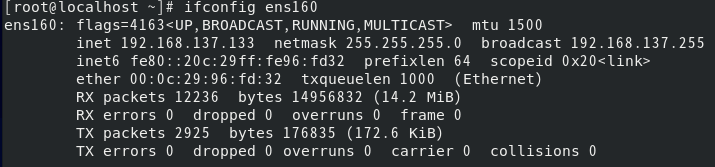 [root@localhost ~]# ifconfig ens160
ens160: flags=4163<UP,BROADCAST,RUNNING,MULTICAST>  mtu 1500
        inet 192.168.137.133  netmask 255.255.255.0  broadcast 192.168.137.255
        inet6 fe80::20c:29ff:fe96:fd32  prefixlen 64  scopeid 0x20<link>
        ether 00:0c:29:96:fd:32  txqueuelen 1000  (Ethernet)
        RX packets 12236  bytes 14956832 (14.2 MiB)
        RX errors 0  dropped 0  overruns 0  frame 0
        TX packets 2925  bytes 176835 (172.6 KiB)
        TX errors 0  dropped 0 overruns 0  carrier 0  collisions 0